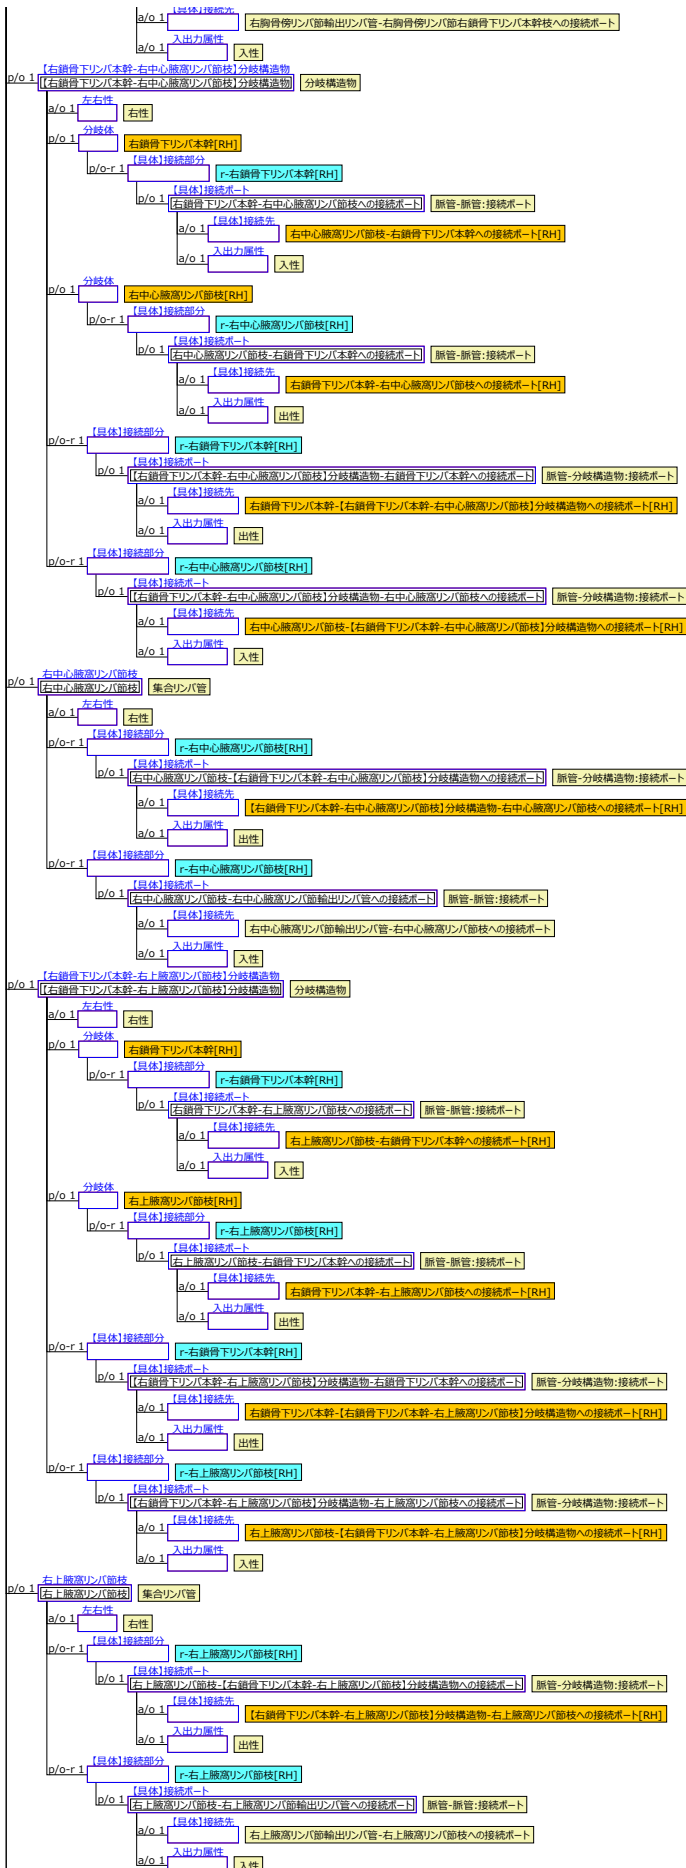 【具体】接続先
a/o 1 右胸骨傍リンパ節輸出リンパ管-右胸骨傍リンパ節右鎖骨下リンパ本幹枝への接続ポート
入出力属性
a/o 1 入性
【右鎖骨下リンパ本幹-右中心腋窩リンパ節枝】分岐構造物
p/o 1 【右鎖骨下リンパ本幹-右中心腋窩リンパ節枝】分岐構造物 分岐構造物
左右性
a/o 1 右性
分岐体
p/o 1 右鎖骨下リンパ本幹[RH]
【具体】接続部分
p/o-r 1 r-右鎖骨下リンパ本幹[RH]
【具体】接続ポート
p/o 1 右鎖骨下リンパ本幹-右中心腋窩リンパ節枝への接続ポート 脈管-脈管:接続ポート
【具体】接続先
a/o 1 右中心腋窩リンパ節枝-右鎖骨下リンパ本幹への接続ポート[RH]
入出力属性
a/o 1 入性
分岐体
p/o 1 右中心腋窩リンパ節枝[RH]
【具体】接続部分
p/o-r 1 r-右中心腋窩リンパ節枝[RH]
【具体】接続ポート
p/o 1 右中心腋窩リンパ節枝-右鎖骨下リンパ本幹への接続ポート 脈管-脈管:接続ポート
【具体】接続先
a/o 1 右鎖骨下リンパ本幹-右中心腋窩リンパ節枝への接続ポート[RH]
入出力属性
a/o 1 出性
【具体】接続部分
p/o-r 1 r-右鎖骨下リンパ本幹[RH]
【具体】接続ポート
p/o 1 【右鎖骨下リンパ本幹-右中心腋窩リンパ節枝】分岐構造物-右鎖骨下リンパ本幹への接続ポート 脈管-分岐構造物:接続ポート
【具体】接続先
a/o 1 右鎖骨下リンパ本幹-【右鎖骨下リンパ本幹-右中心腋窩リンパ節枝】分岐構造物への接続ポート[RH]
入出力属性
a/o 1 出性
【具体】接続部分
p/o-r 1 r-右中心腋窩リンパ節枝[RH]
【具体】接続ポート
p/o 1 【右鎖骨下リンパ本幹-右中心腋窩リンパ節枝】分岐構造物-右中心腋窩リンパ節枝への接続ポート 脈管-分岐構造物:接続ポート
【具体】接続先
a/o 1 右中心腋窩リンパ節枝-【右鎖骨下リンパ本幹-右中心腋窩リンパ節枝】分岐構造物への接続ポート[RH]
入出力属性
a/o 1 入性
右中心腋窩リンパ節枝
p/o 1 右中心腋窩リンパ節枝 集合リンパ管
左右性
a/o 1 右性
【具体】接続部分
p/o-r 1 r-右中心腋窩リンパ節枝[RH]
【具体】接続ポート
p/o 1 右中心腋窩リンパ節枝-【右鎖骨下リンパ本幹-右中心腋窩リンパ節枝】分岐構造物への接続ポート 脈管-分岐構造物:接続ポート
【具体】接続先
a/o 1 【右鎖骨下リンパ本幹-右中心腋窩リンパ節枝】分岐構造物-右中心腋窩リンパ節枝への接続ポート[RH]
入出力属性
a/o 1 出性
【具体】接続部分
p/o-r 1 r-右中心腋窩リンパ節枝[RH]
【具体】接続ポート
p/o 1 右中心腋窩リンパ節枝-右中心腋窩リンパ節輸出リンパ管への接続ポート 脈管-脈管:接続ポート
【具体】接続先
a/o 1 右中心腋窩リンパ節輸出リンパ管-右中心腋窩リンパ節枝への接続ポート
入出力属性
a/o 1 入性
【右鎖骨下リンパ本幹-右上腋窩リンパ節枝】分岐構造物
p/o 1 【右鎖骨下リンパ本幹-右上腋窩リンパ節枝】分岐構造物 分岐構造物
左右性
a/o 1 右性
分岐体
p/o 1 右鎖骨下リンパ本幹[RH]
【具体】接続部分
p/o-r 1 r-右鎖骨下リンパ本幹[RH]
【具体】接続ポート
p/o 1 右鎖骨下リンパ本幹-右上腋窩リンパ節枝への接続ポート 脈管-脈管:接続ポート
【具体】接続先
a/o 1 右上腋窩リンパ節枝-右鎖骨下リンパ本幹への接続ポート[RH]
入出力属性
a/o 1 入性
分岐体
p/o 1 右上腋窩リンパ節枝[RH]
【具体】接続部分
p/o-r 1 r-右上腋窩リンパ節枝[RH]
【具体】接続ポート
p/o 1 右上腋窩リンパ節枝-右鎖骨下リンパ本幹への接続ポート 脈管-脈管:接続ポート
【具体】接続先
a/o 1 右鎖骨下リンパ本幹-右上腋窩リンパ節枝への接続ポート[RH]
入出力属性
a/o 1 出性
【具体】接続部分
p/o-r 1 r-右鎖骨下リンパ本幹[RH]
【具体】接続ポート
p/o 1 【右鎖骨下リンパ本幹-右上腋窩リンパ節枝】分岐構造物-右鎖骨下リンパ本幹への接続ポート 脈管-分岐構造物:接続ポート
【具体】接続先
a/o 1 右鎖骨下リンパ本幹-【右鎖骨下リンパ本幹-右上腋窩リンパ節枝】分岐構造物への接続ポート[RH]
入出力属性
a/o 1 出性
【具体】接続部分
p/o-r 1 r-右上腋窩リンパ節枝[RH]
【具体】接続ポート
p/o 1 【右鎖骨下リンパ本幹-右上腋窩リンパ節枝】分岐構造物-右上腋窩リンパ節枝への接続ポート 脈管-分岐構造物:接続ポート
【具体】接続先
a/o 1 右上腋窩リンパ節枝-【右鎖骨下リンパ本幹-右上腋窩リンパ節枝】分岐構造物への接続ポート[RH]
入出力属性
a/o 1 入性
右上腋窩リンパ節枝
p/o 1 右上腋窩リンパ節枝 集合リンパ管
左右性
a/o 1 右性
【具体】接続部分
p/o-r 1 r-右上腋窩リンパ節枝[RH]
【具体】接続ポート
p/o 1 右上腋窩リンパ節枝-【右鎖骨下リンパ本幹-右上腋窩リンパ節枝】分岐構造物への接続ポート 脈管-分岐構造物:接続ポート
【具体】接続先
a/o 1 【右鎖骨下リンパ本幹-右上腋窩リンパ節枝】分岐構造物-右上腋窩リンパ節枝への接続ポート[RH]
入出力属性
a/o 1 出性
【具体】接続部分
p/o-r 1 r-右上腋窩リンパ節枝[RH]
【具体】接続ポート
p/o 1 右上腋窩リンパ節枝-右上腋窩リンパ節輸出リンパ管への接続ポート 脈管-脈管:接続ポート
【具体】接続先
a/o 1 右上腋窩リンパ節輸出リンパ管-右上腋窩リンパ節枝への接続ポート
入出力属性
a/o 1 入性